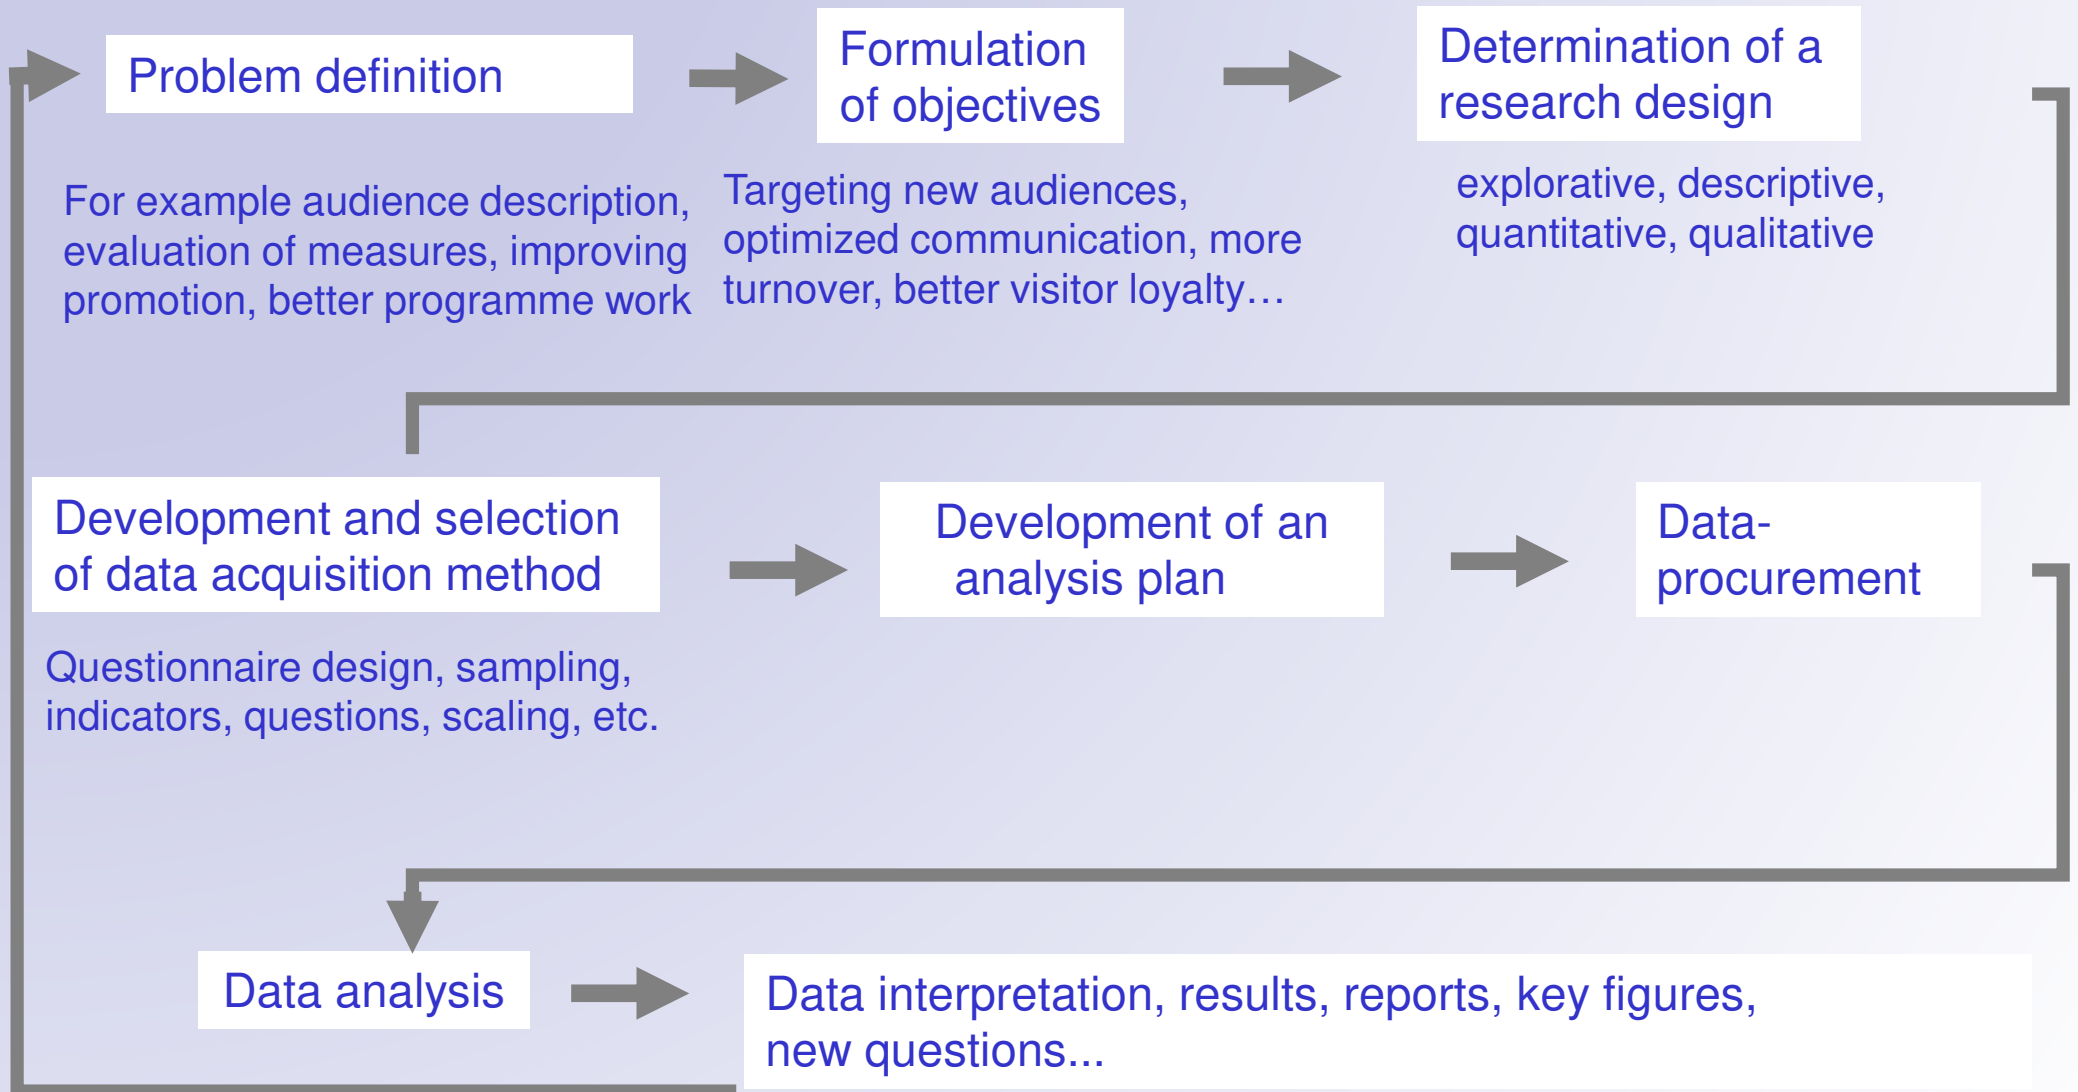 Problem definition
Formulation
of objectives
Determination of a
research design
For example audience description,
evaluation of measures, improving
promotion, better programme work
Targeting new audiences,
optimized communication, more
turnover, better visitor loyalty…
explorative, descriptive,
quantitative, qualitative
Development and selection
of data acquisition method
Development of an
analysis plan
Data-
procurement
Questionnaire design, sampling,
indicators, questions, scaling, etc.
Data analysis
Data interpretation, results, reports, key figures,
new questions...